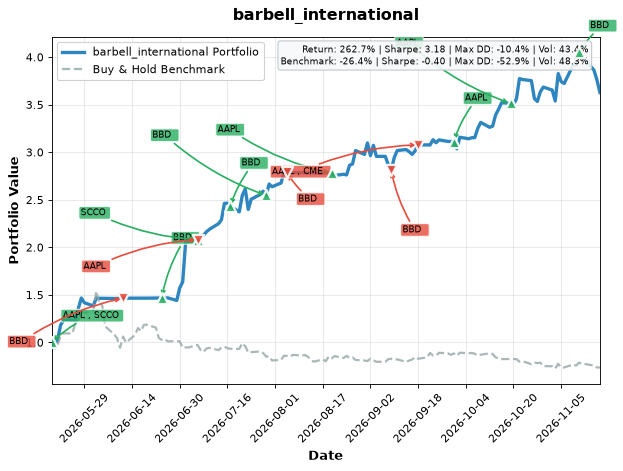 barbell_international
BBD
AAPL
Return: 262.7% | Sharpe: 3.18 | Max DD: -10.4% | Vol: 43.4%
Benchmark: -26.4% | Sharpe: -0.40 | Max DD: -52.9% | Vol: 48.3%
barbell_international Portfolio
Buy & Hold Benchmark
4.0
3.5
3.0
2.5
2.0
1.5
1.0
Portfolio Value
AAPL
AAPL
BBD
BBD
CME
BBD
SCCO
BBD
BBD
AAPL
AAPL, SCCO
BBD
2026-05-29
2026-06-14
2026-06-30
2026-07-16
2026-08-01
2026-08-17
2026-09-02
2026-09-18
2026-10-04
2026-10-20
2026-11-05
Date